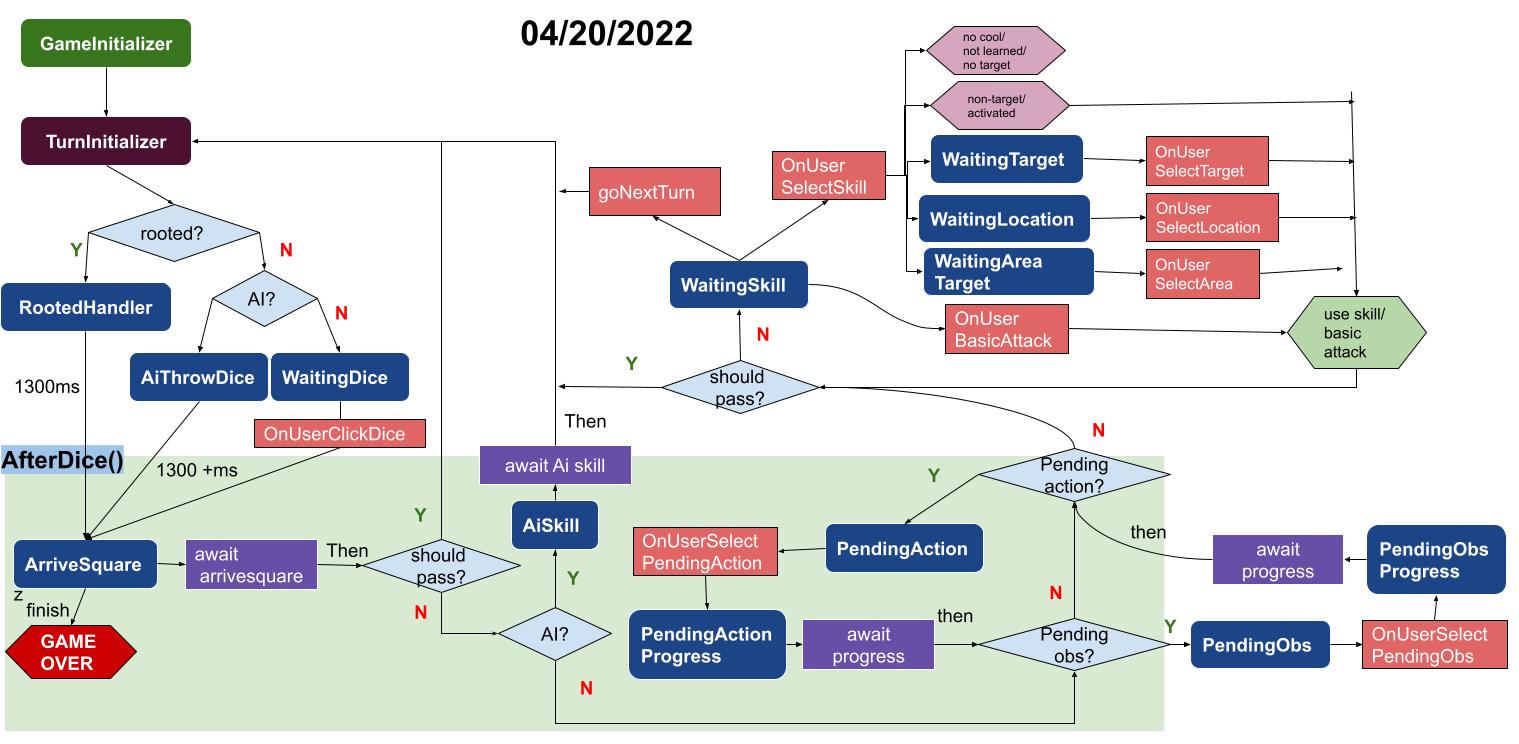 04/20/2022
GameInitializer
TurnInitializer
rooted?
Y
N
RootedHandler
AI?
N
AiThrowDice
WaitingDice
1300ms
OnUserClickDice
AfterDice()
1300 +ms
ArriveSquare
z
finish
GAME
OVER
await
arrivesquare
Then
should
pass?
Y
N
AI?
Y
N
AiSkill
await Ai skill
Then
goNextTurn
OnUser
SelectSkill
WaitingSkill
N
Y
should
pass?
no cool/
not learned/
no target
non-target/
activated
WaitingTarget
OnUser
SelectTarget
WaitingLocation
OnUser
SelectLocation
WaitingArea
Target
OnUser
SelectArea
OnUser
BasicAttack
use skill/
basic
attack
N
Pending
action?
Y
PendingAction
OnUserSelect
PendingAction
PendingAction
Progress
await
progress
then
Pending
obs?
N
Y
PendingObs
OnUserSelect
PendingObs
PendingObs
Progress
await
progress
then